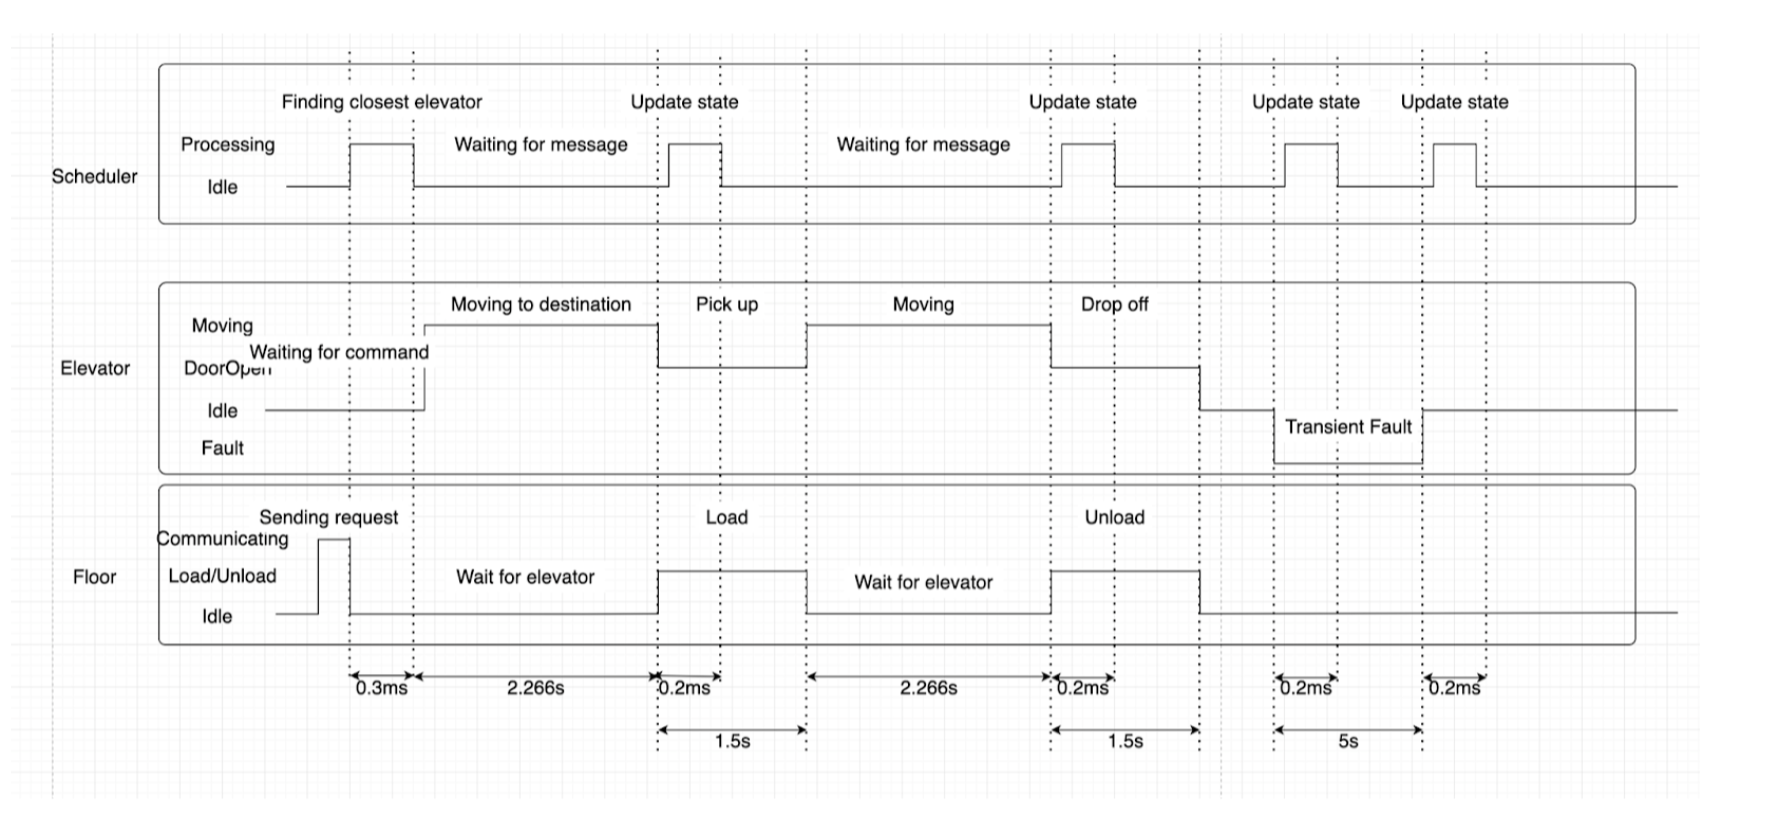 Finding closest elevator
Update state
Update state
Update state
Update state
Processing
Waiting for message
Waiting for message
Scheduler
Idle
Moving to destination
Pick up
Moving
Drop off
Moving
Waiting for command
Elevator
DoorOpen
Idle
Transient Fault
Fault
Sending request
Load
Unload
Communicating
Floor
Load/Unload
Wait for elevator
Wait for elevator
Idle
0.3ms
2.266s
0.2ms
2.266s
0.2ms
0.2ms
0.2ms
1.5s
1.5s
5s